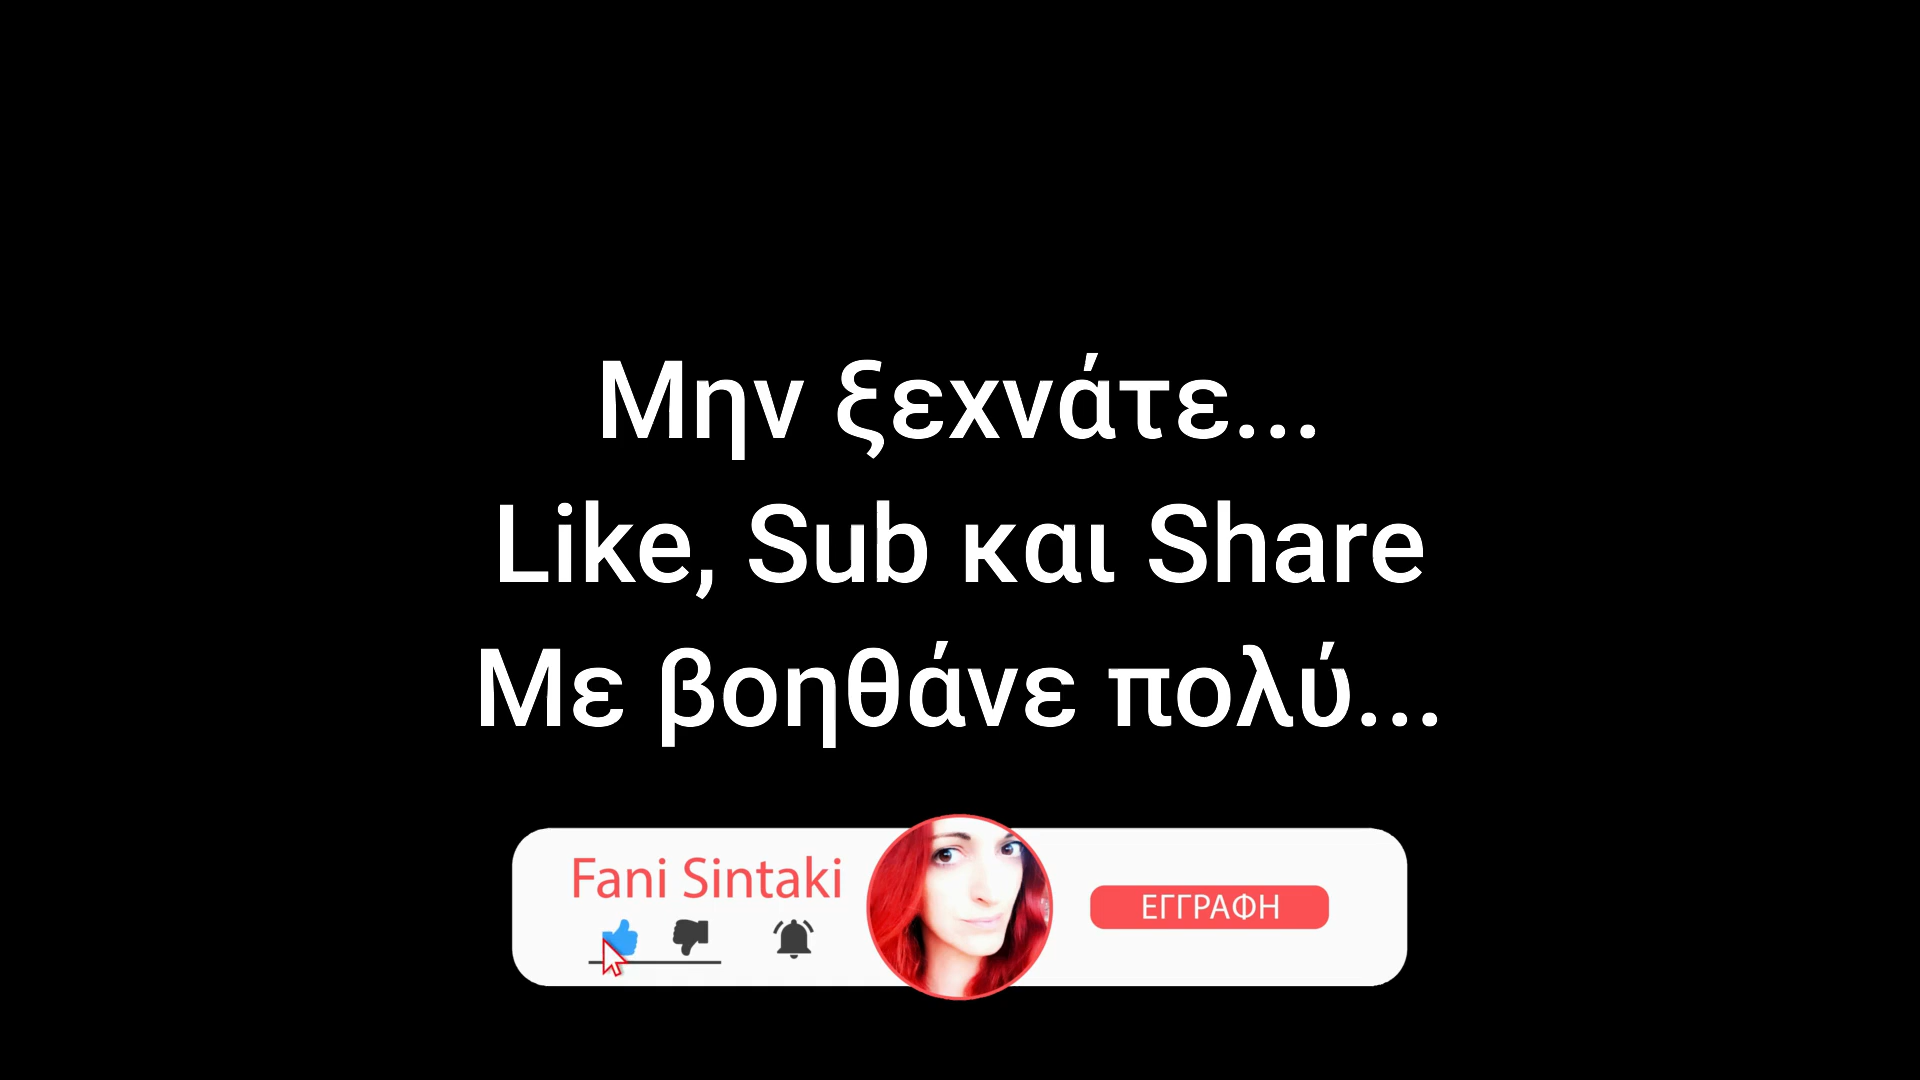 Μην ξεχνάτε...
Like, Sub και Share
Με βοηθάνε πολύ...
Fani Sintaki
ΕΓΓΡΑΦΗ